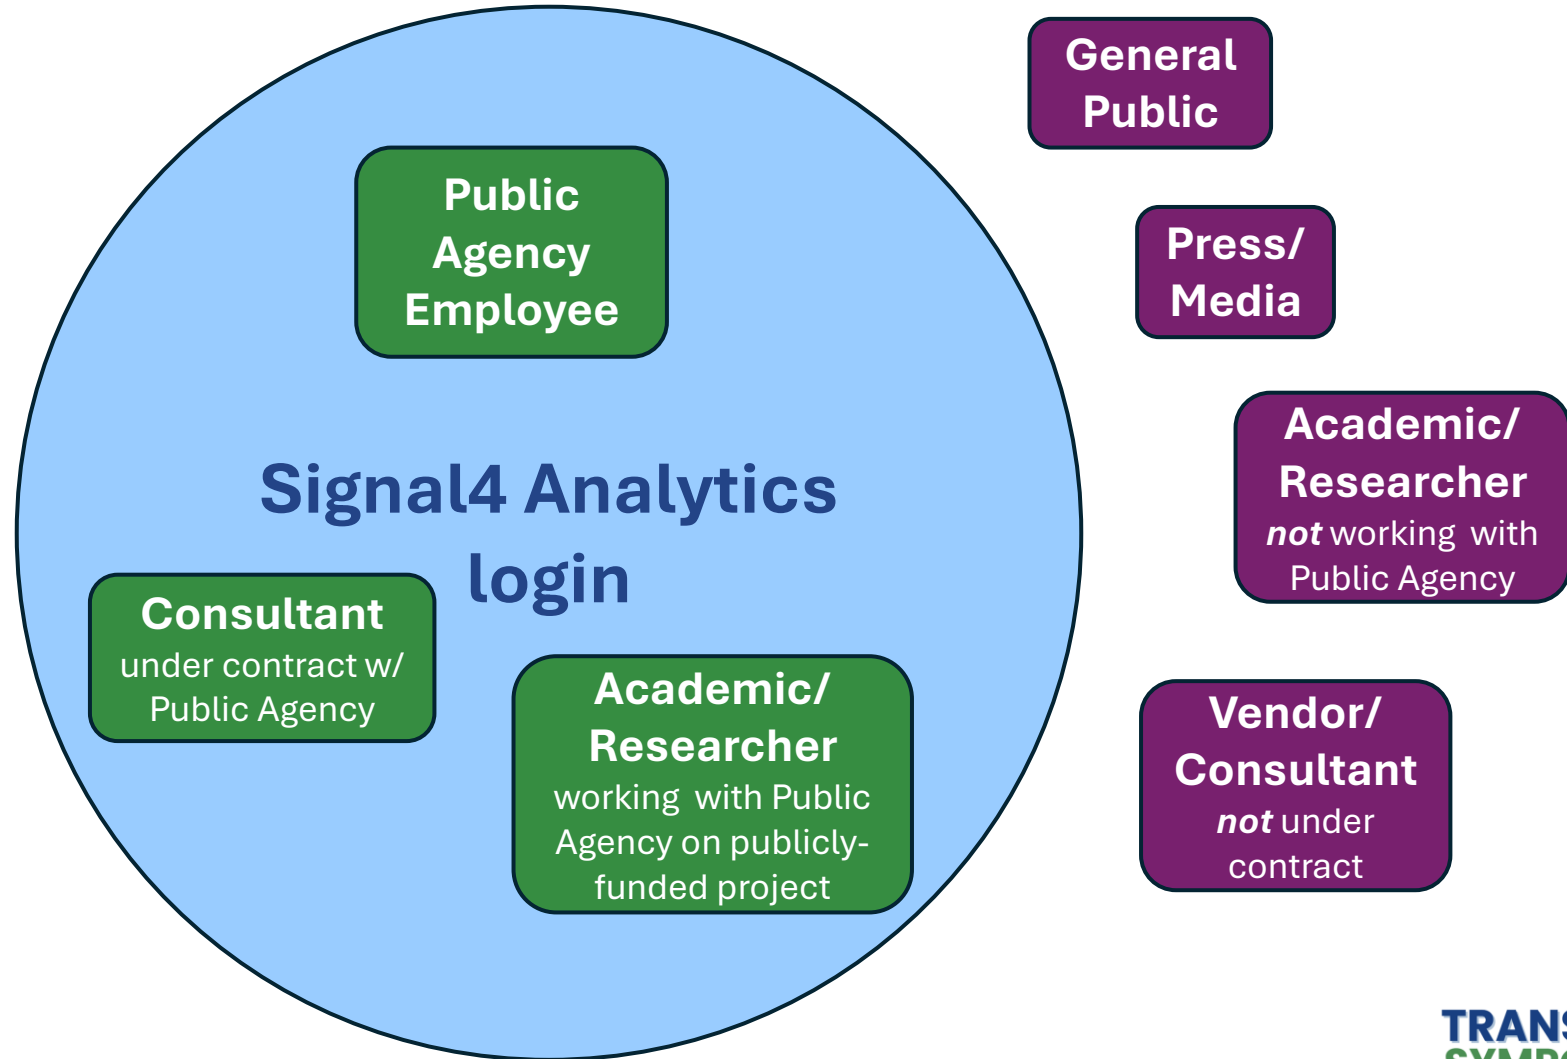 General
Public
Public
Agency
Employee
Press/
Media
Academic/
Researcher
not working with
Public Agency
Signal4 Analytics
login
Consultant
under contract w/
Public Agency
Academic/
Researcher
working with Public
Agency on publicly-
funded project
Vendor/
Consultant
not under
contract